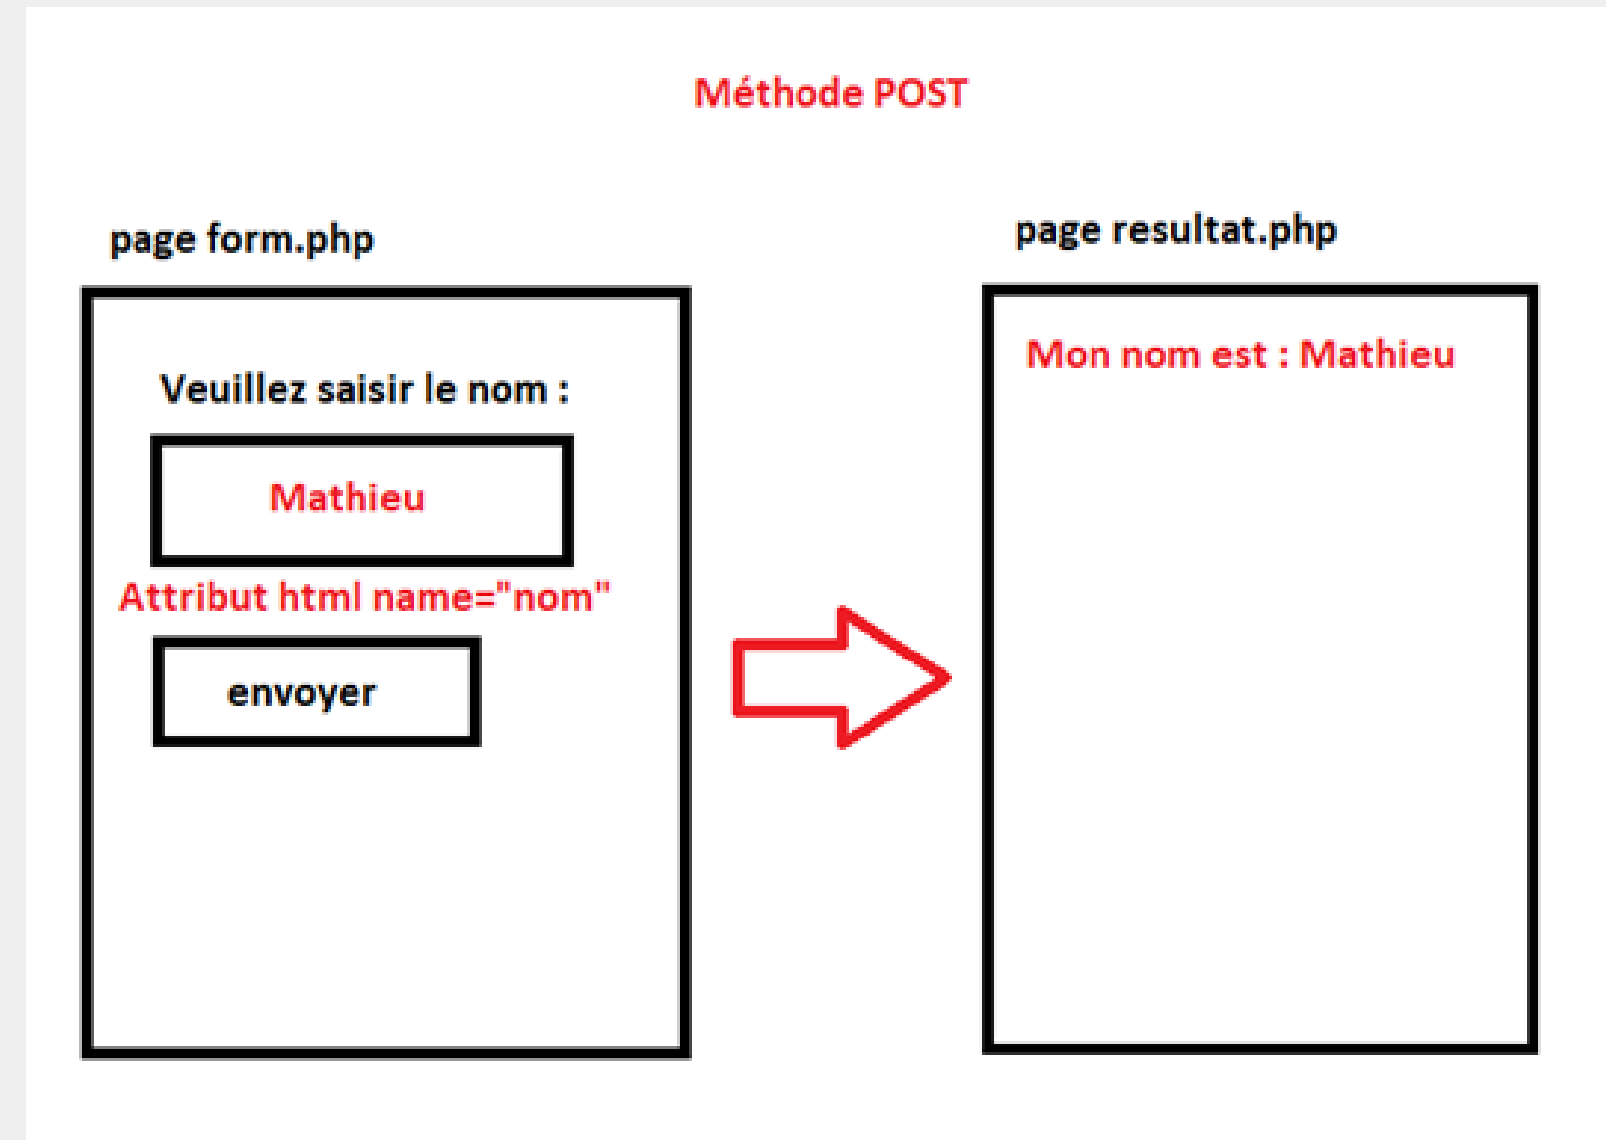 Méthode POST
page form.php
Veuillez saisir le nom :
Mathieu
Attribut html name="nom"
envoyer
page resultat.php
Mon nom est : Mathieu